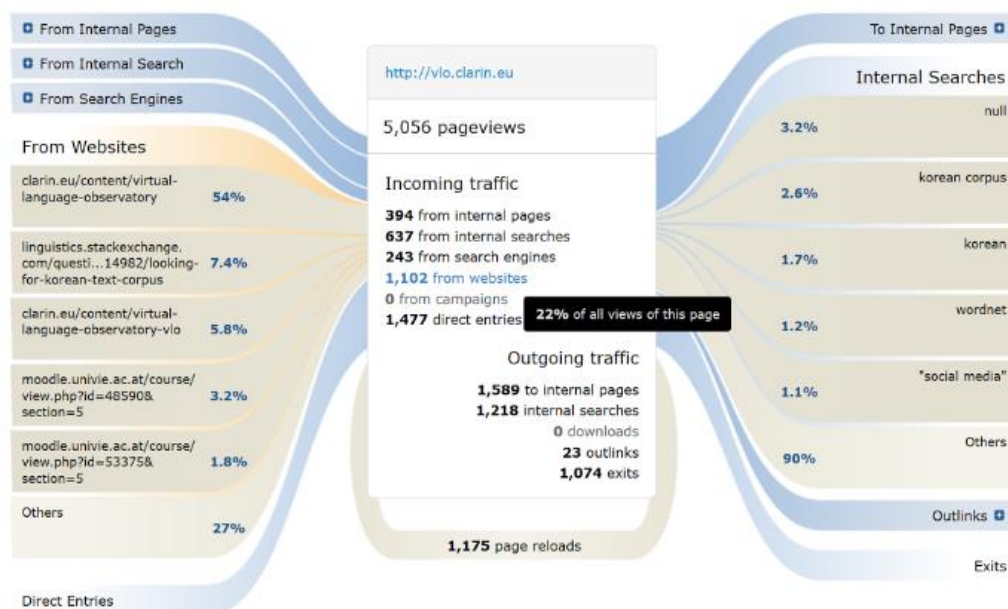 From Internal Pages
From Internal Search
From Search Engines
From Websites
clarin.eu/content/virtual-
language-observatory
54%
linguistics.stackexchange.
com/questi...14982/looking-
for-korean-text-corpus
7.4%
clarin.eu/content/virtual-
language-observatory-vlo
5.8%
moodle.univie.ac.at/course/
view.php?id=48590&
section=5
3.2%
moodle.univie.ac.at/course/
view.php?id=53375&
section=5
1.8%
Others
27%
Direct Entries
http://vlo.clarin.eu
5,056 pageviews
Incoming traffic
394 from internal pages
637 from internal searches
243 from search engines
1,102 from websites
0 from campaigns
1,477 direct entries
22% of all views of this page
Outgoing traffic
1,589 to internal pages
1,218 internal searches
0 downloads
23 outlinks
1,074 exits
1,175 page reloads
To Internal Pages
Internal Searches
null
3.2%
korean corpus
2.6%
korean
1.7%
wordnet
1.2%
"social media"
1.1%
Others
90%
Outlinks
Exits